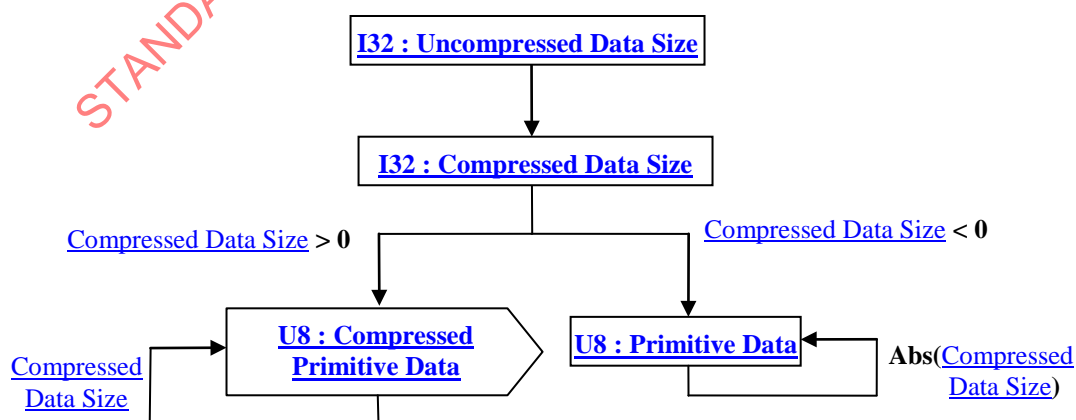 STANDA
I32 : Uncompressed Data Size
I32 : Compressed Data Size
Compressed Data Size > 0
Compressed Data Size < 0
U8 : Compressed
Primitive Data
U8 : Primitive Data
Compressed
Data Size
Abs(Compressed
Data Size)